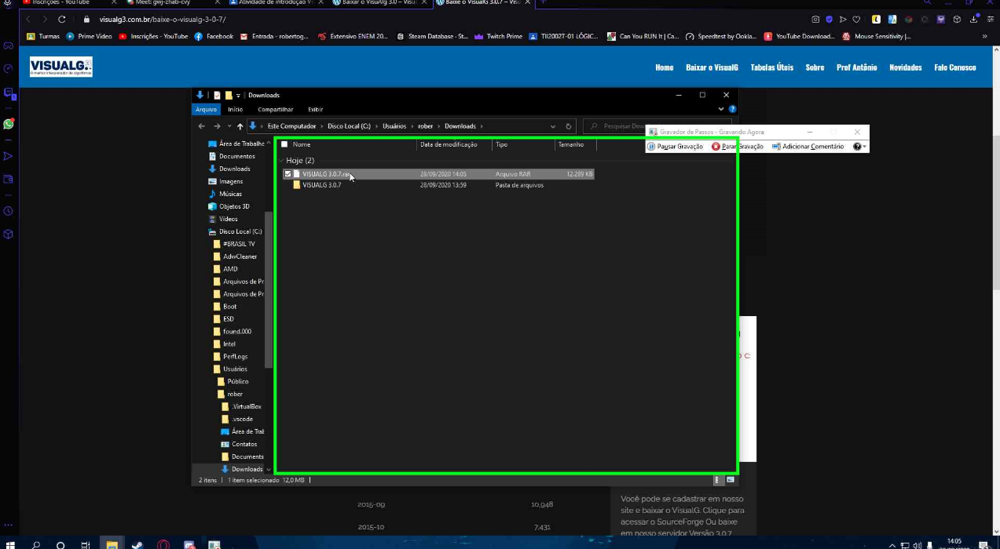 Inscrições - YouTube
Meet: gwj-zhab-cvy
Atividade de introdução V
Baixar o VisuAlg 3.0 –
Baixe o VisualG 3.0.7 –
visualg3.com.br/baixe-o-visualg-3-0-7/
Turmas
Prime Video
Inscrições - YouTube
Facebook
Entrada - robertog...
Extensivo ENEM 20...
Steam Database - St...
Twitch Prime
TII2002T-01 LÓGIC...
Can You RUN It | Ca...
Speedtest by Ookla...
YouTube Download...
Mouse Sensitivity |...
VISUALG3
Home
Baixar o VisualG
Tabelas Úteis
Sobre
Prof Antônio
Novidades
Fale Conosco
Downloads
Arquivo
Início
Compartilhar
Exibir
Este Computador
Disco Local (C:)
Usuários
rober
Downloads
Pesquisar Dow
Gravador de Passos - Gravando Agora
Pausar Gravação
Parar Gravação
Adicionar Comentário
Nome
Data de modificação
Tipo
Tamanho
Hoje (2)
VISUALG 3.0.7.rar
28/09/2020 14:05
Arquivo RAR
12.289 KB
VISUALG 3.0.7
28/09/2020 13:59
Pasta de arquivos
Área de Trabalho
Documentos
Downloads
Imagens
Músicas
Objetos 3D
Vídeos
Disco Local (C:)
#BRASIL TV
AdwCleaner
AMD
Arquivos de Pr
Arquivos de Pr
Boot
ESD
found.000
Intel
PerfLogs
Usuários
Público
rober
.VirtualBox
.vscode
Área de Trab
Contatos
Documents
Downloads
2 itens
1 item selecionado 12,0 MB
O C:
2015-09
10,948
2015-10
7,431
Você pode se cadastrar em nosso
site e baixar o VisualG. Clique para
acessar o SourceForge Ou baixe
em nosso servidor Versão 3.0.7
14:05